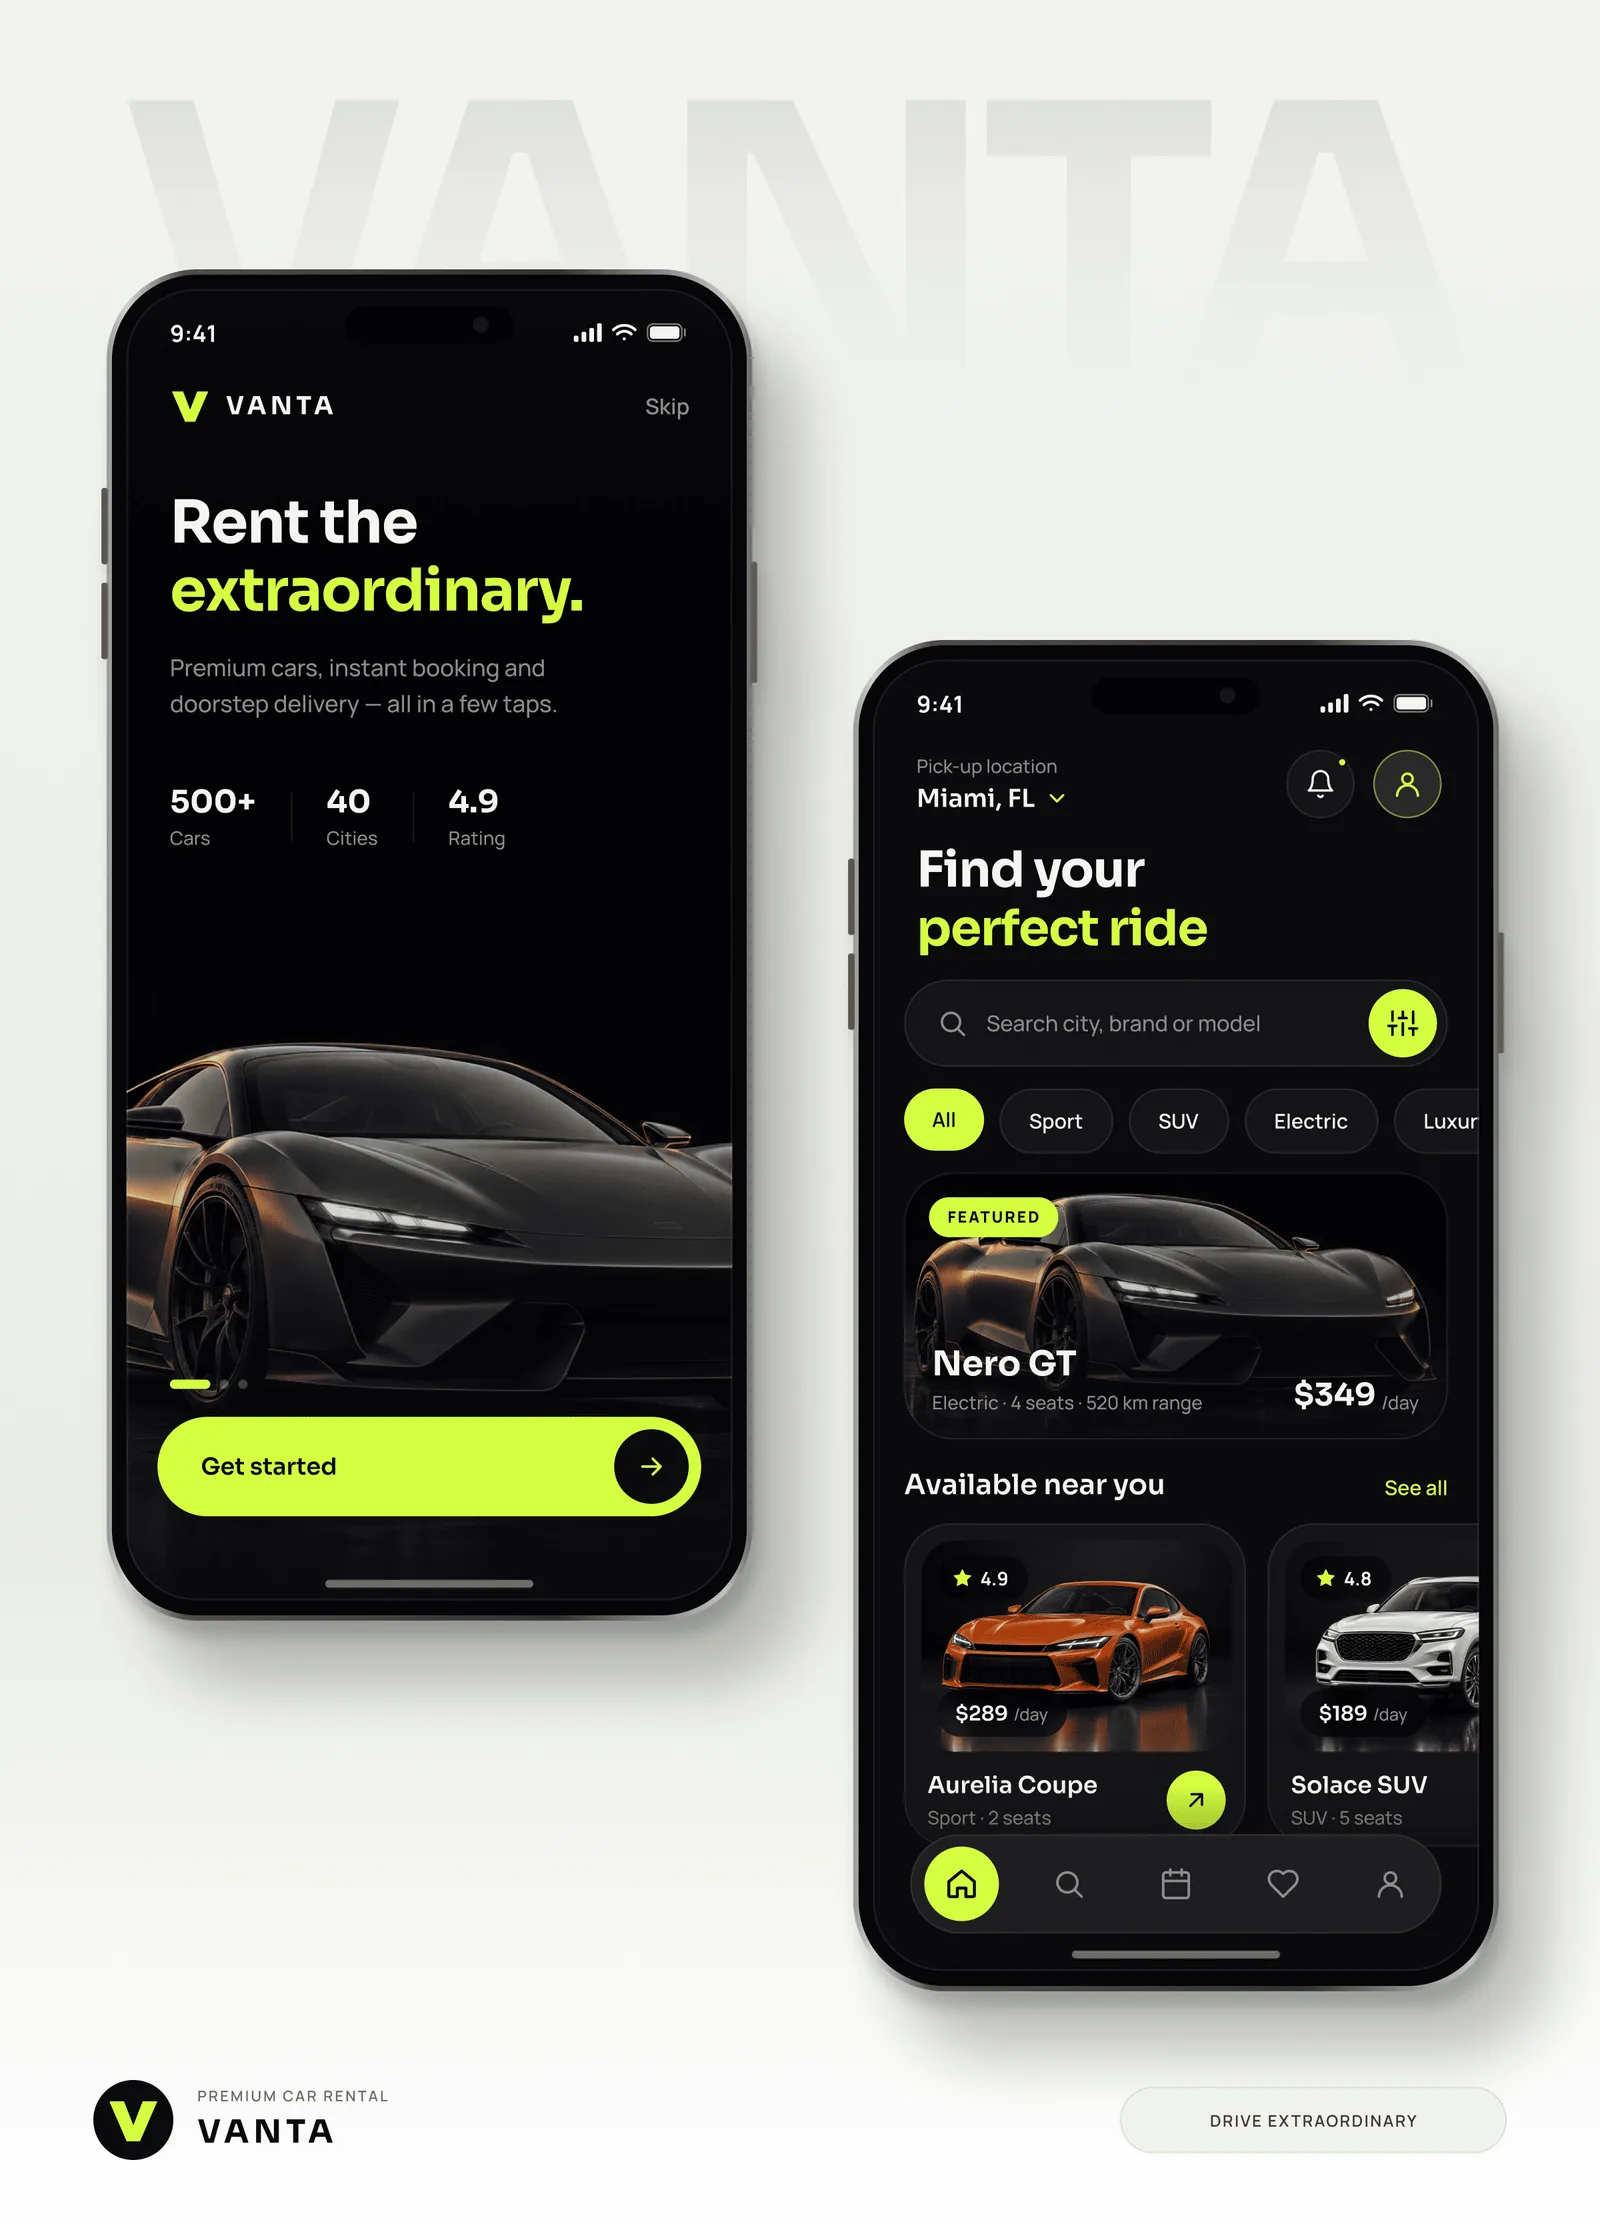 VANTA
9:41
VANTA
Skip
Rent the
extraordinary.
Premium cars, instant booking and
doorstep delivery — all in a few taps.
500+
Cars
40
Cities
4.9
Rating
Get started
9:41
Pick-up location
Miami, FL
Find your
perfect ride
Search city, brand or model
All
Sport
SUV
Electric
Luxur
FEATURED
Nero GT
Electric · 4 seats · 520 km range
$349 /day
Available near you
See all
4.9
$289 /day
Aurelia Coupe
Sport · 2 seats
4.8
$189 /day
Solace SUV
SUV · 5 seats
V
PREMIUM CAR RENTAL
VANTA
DRIVE EXTRAORDINARY